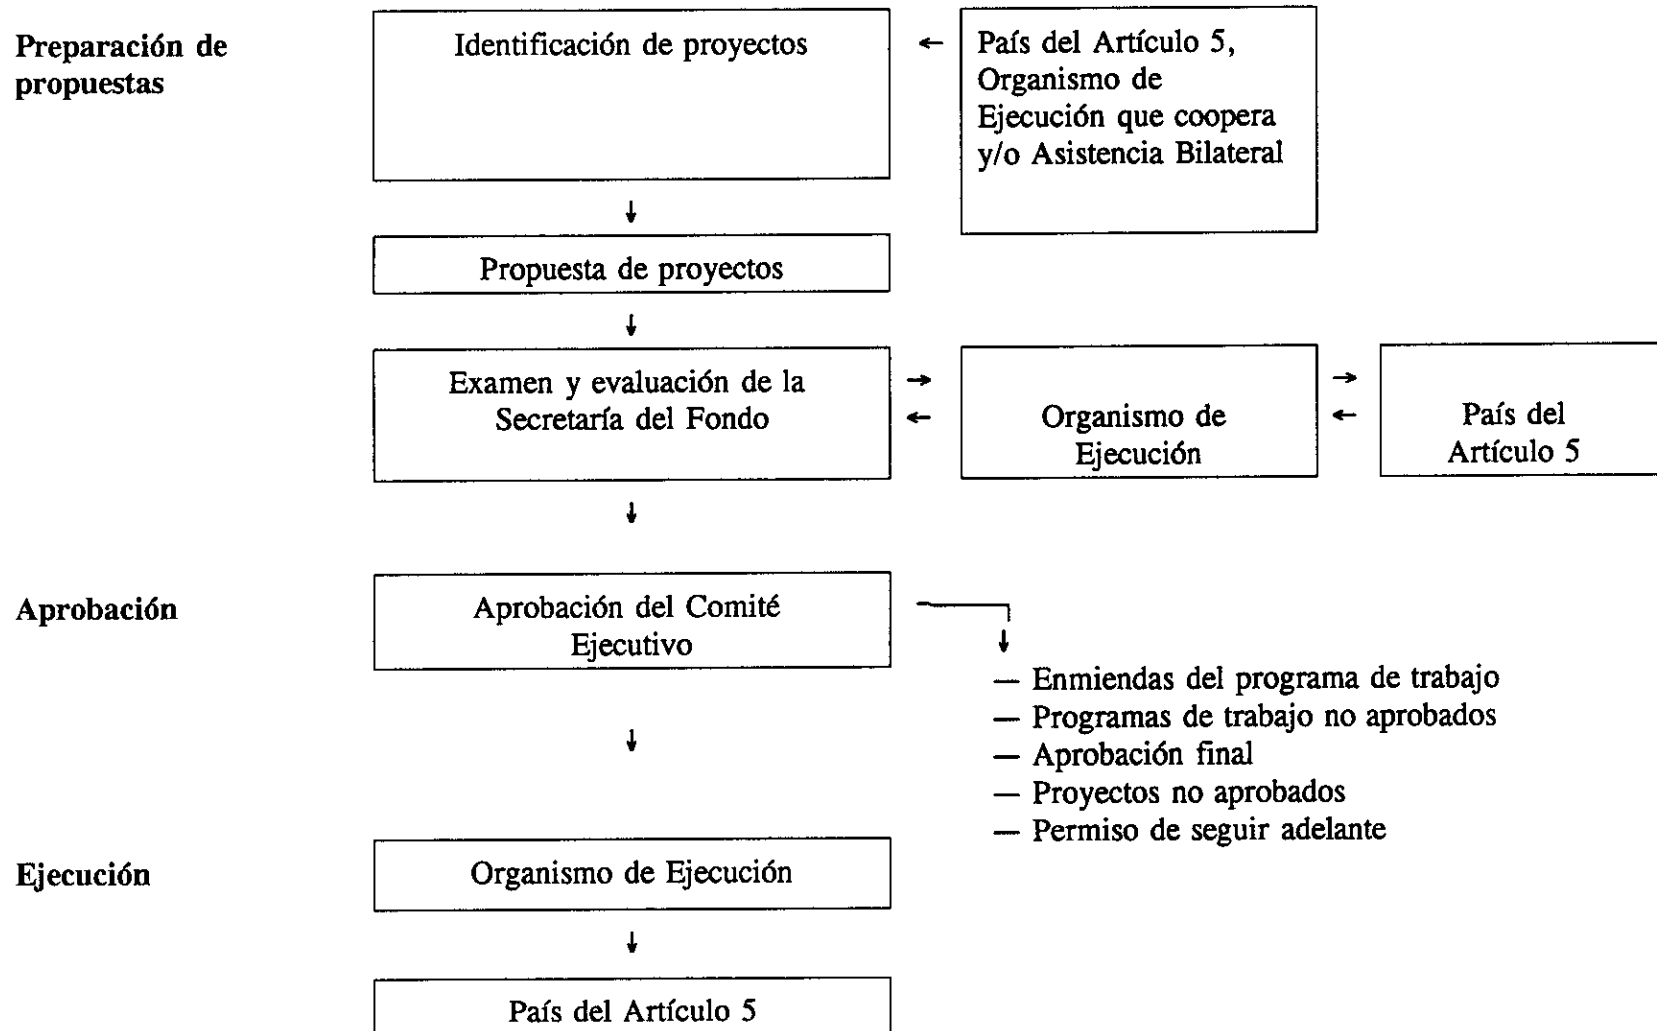 Preparación de
propuestas
Identificación de proyectos
←
País del Artículo 5,
Organismo de
Ejecución que coopera
y/o Asistencia Bilateral
↓
Propuesta de proyectos
↓
Examen y evaluación de la
Secretaría del Fondo
→
←
Organismo de
Ejecución
→
←
País del
Artículo 5
↓
Aprobación
Aprobación del Comité
Ejecutivo
↓
— Enmiendas del programa de trabajo
— Programas de trabajo no aprobados
— Aprobación final
— Proyectos no aprobados
— Permiso de seguir adelante
↓
Ejecución
Organismo de Ejecución
↓
País del Artículo 5